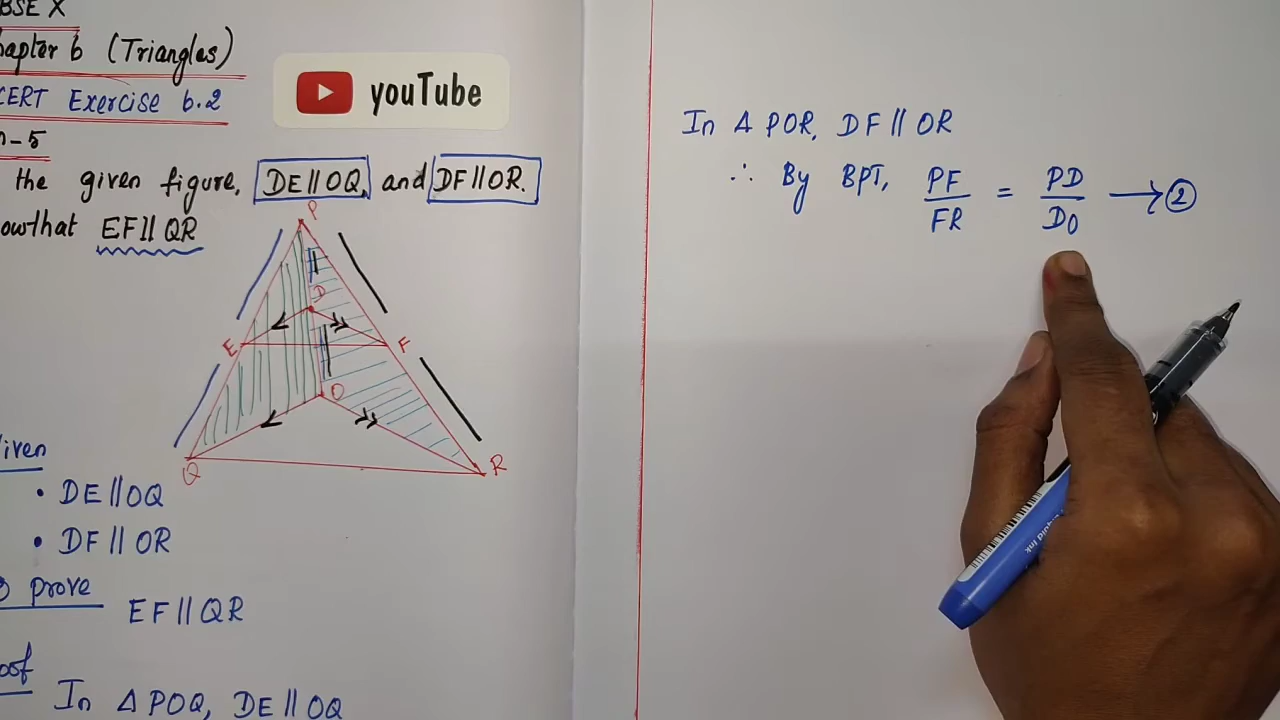 BSE X
hapter 6 (Triangles)
CERT Exercise 6.2
n-5
the given figure, DE||OQ, and DF||OR.
owthat EF||QR
YouTube
P
D
E
F
O
Q
R
iven
• DE||OQ
• DF||OR
prove
EF||QR
oof
In Δ POQ, DE||OQ
In Δ POR, DF||OR
∴ By BPT, PF/FR = PD/DO → ②